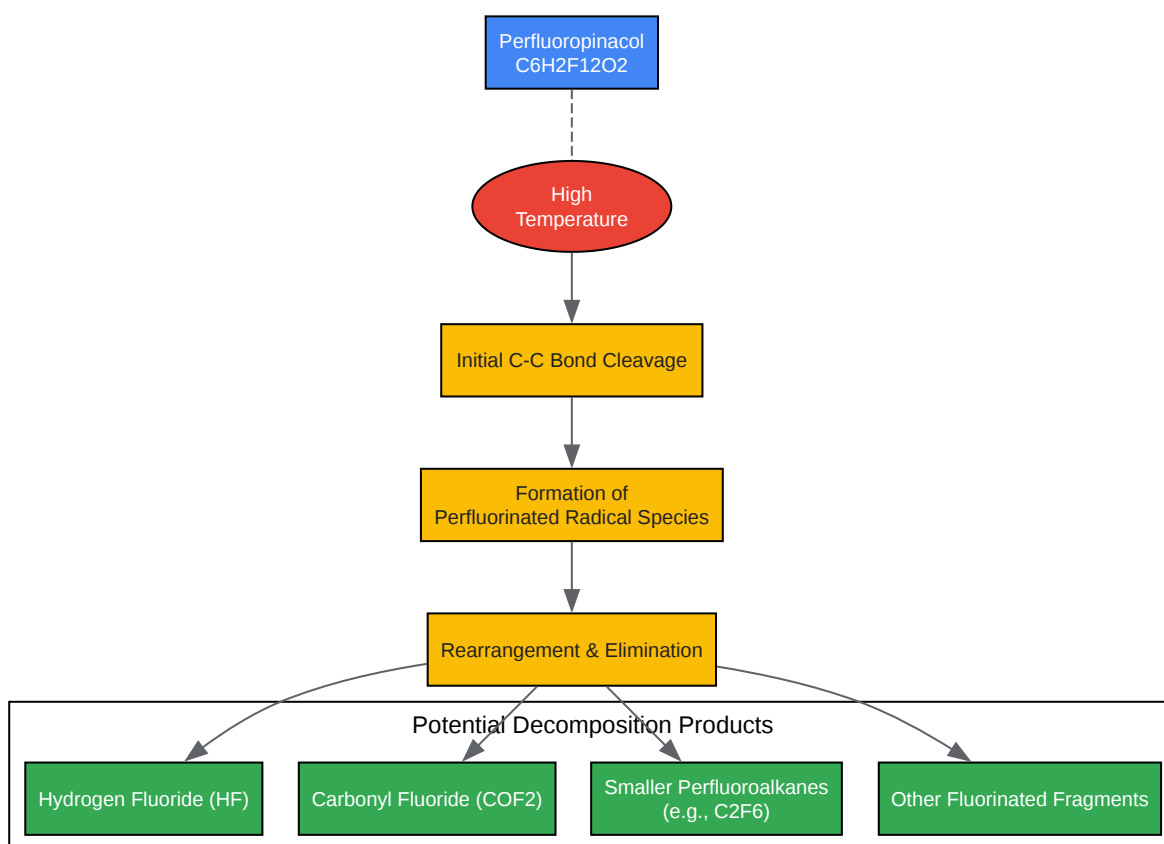 Perfluoropinacol
C6H2F12O2
High
Temperature
Initial C-C Bond Cleavage
Formation of
Perfluorinated Radical Species
Rearrangement & Elimination
Potential Decomposition Products
Hydrogen Fluoride (HF)
Carbonyl Fluoride (COF2)
Smaller Perfluoroalkanes
(e.g., C2F6)
Other Fluorinated Fragments